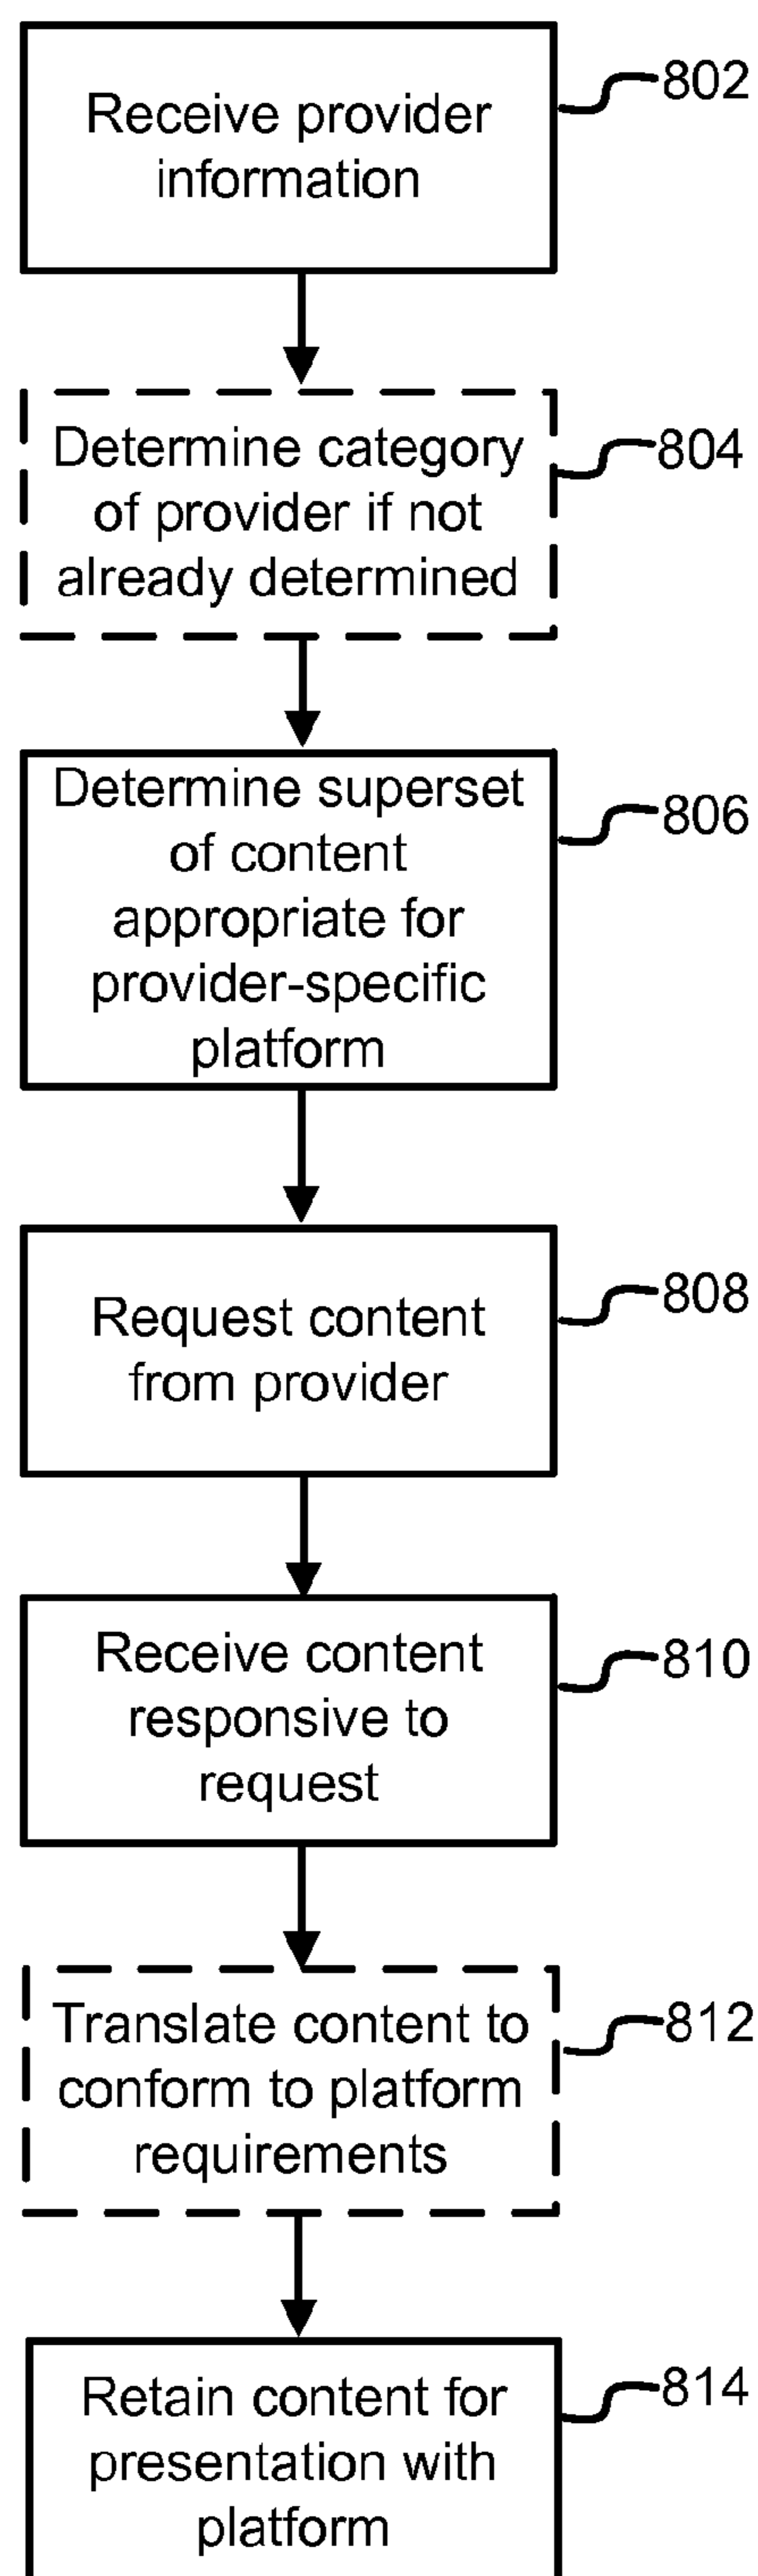 Receive provider
information
802
Determine category
of provider if not
already determined
804
Determine superset
of content
appropriate for
provider-specific
platform
806
Request content
from provider
808
Receive content
responsive to
request
810
Translate content to
conform to platform
requirements
812
Retain content for
presentation with
platform
814